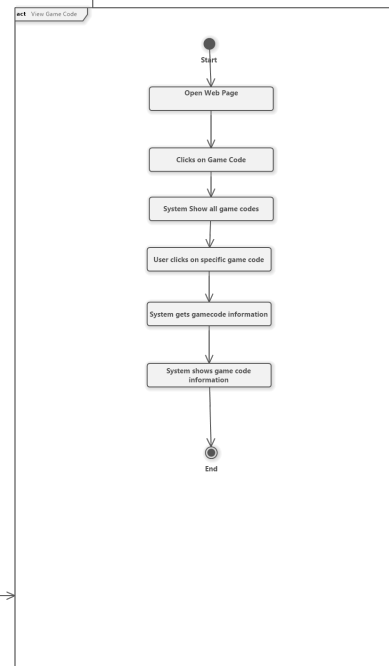 act View Game Code
Start
Open Web Page
Clicks on Game Code
System Show all game codes
User clicks on specific game code
System gets gamecode information
System shows game code
information
End